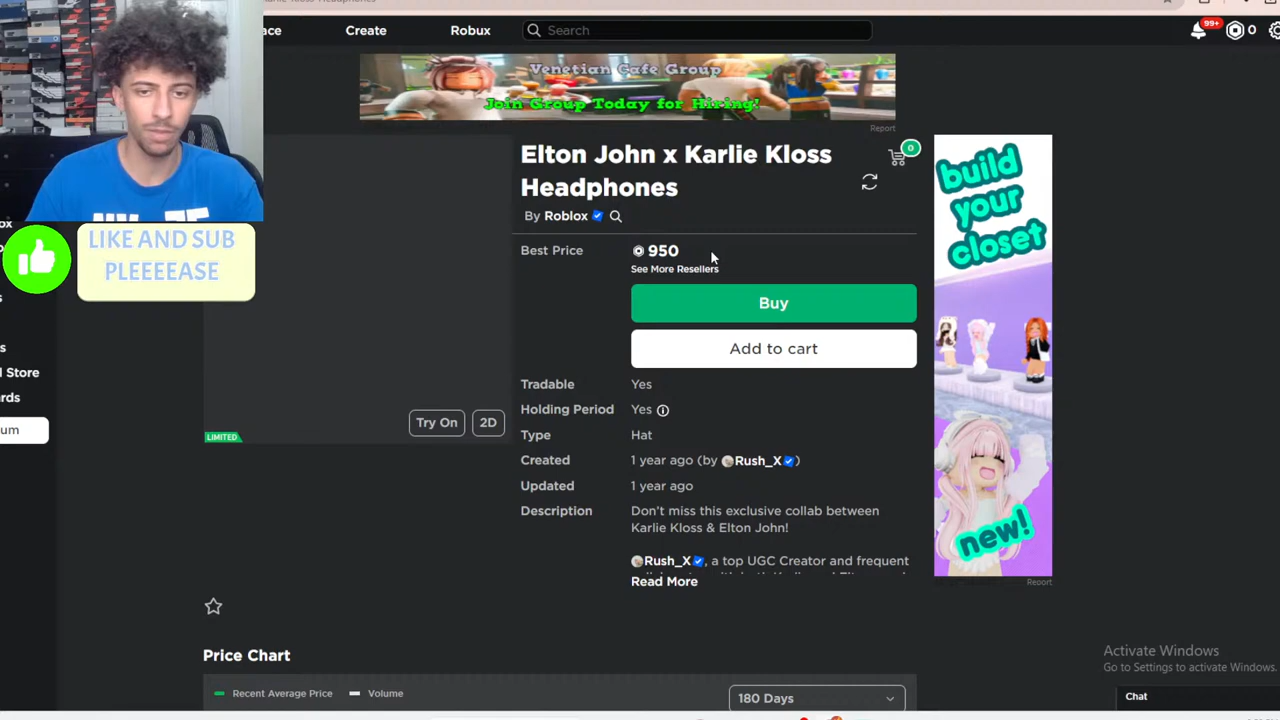 ace
Create
Robux
Search
99+
0
Venetian Cafe Group
Join Group Today for Hiring!
Report
LIKE AND SUB
PLEEEEASE
Elton John x Karlie Kloss
Headphones
0
By Roblox
Best Price
950
See More Resellers
Buy
Add to cart
Tradable
Yes
Holding Period
Yes
Type
Hat
Created
1 year ago (by Rush_X)
Updated
1 year ago
Description
Don't miss this exclusive collab between
Karlie Kloss & Elton John!
Rush_X, a top UGC Creator and frequent
Read More
Try On
2D
LIMITED
s
d Store
rds
um
build
your
closet
new!
Report
Price Chart
Recent Average Price
Volume
180 Days
Activate Windows
Go to Settings to activate Windows.
Chat